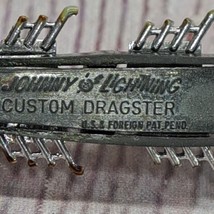 JOHNNY "LIGHTNING
CUSTOM DRAGSTER
U.S & FOREIGN PAT. PEND.